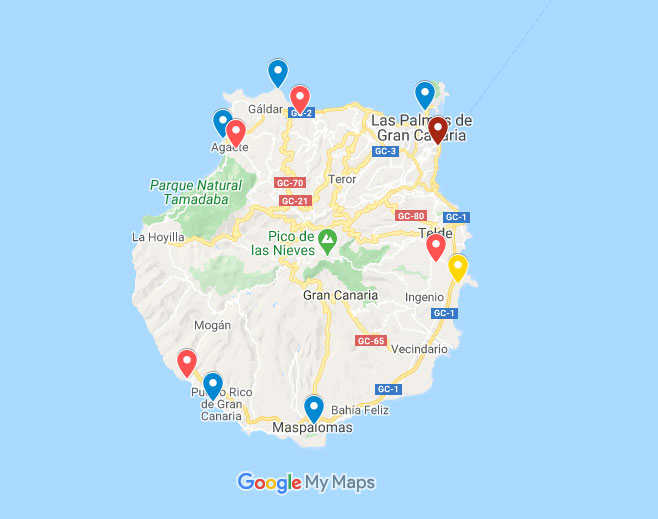 Gáldar
GC-2
Las Palmas de
Gran Canaria
Agaete
GC-3
Teror
Parque Natural
Tamadaba
GC-70
GC-21
GC-80
GC-1
La Hoyilla
Pico de
las Nieves
Telde
Gran Canaria
Ingenio
GC-1
Mogán
GC-65
Vecindario
Puerto Rico
de Gran
Canaria
GC-1
Bahía Feliz
Maspalomas
Google My Maps